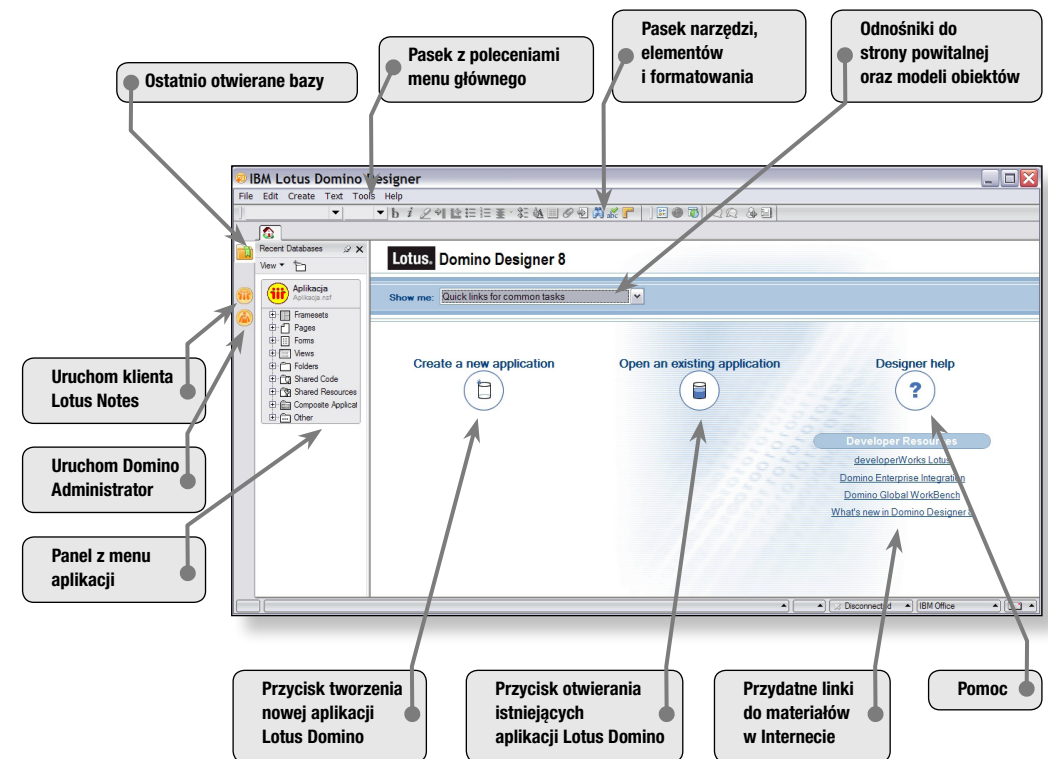 Ostatnio otwierane bazy
Pasek z poleceniami
menu głównego
Pasek narzędzi,
elementów
i formatowania
Odnośniki do
strony powitalnej
oraz modeli obiektów
IBM Lotus Domino Designer
File Edit Create Text Tools Help
Recent Databases
View
Lotus. Domino Designer 8
Aplikacja
Aplikacja.nsf
Show me: Quick links for common tasks
Framesets
Pages
Forms
Views
Folders
Shared Code
Shared Resources
Composite Applicat
Other
Create a new application
Open an existing application
Designer help
?
Developer Resources
developerWorks Lotus
Domino Enterprise Integration
Domino Global WorkBench
What's new in Domino Designer
Uruchom klienta
Lotus Notes
Uruchom Domino
Administrator
Panel z menu
aplikacji
Disconnected IBM Office
Przycisk tworzenia
nowej aplikacji
Lotus Domino
Przycisk otwierania
istniejących
aplikacji Lotus Domino
Przydatne linki
do materiałów
w Internecie
Pomoc